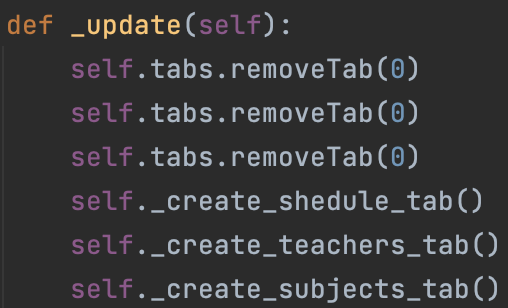 def _update(self):
    self.tabs.removeTab(0)
    self.tabs.removeTab(0)
    self.tabs.removeTab(0)
    self._create_shedule_tab()
    self._create_teachers_tab()
    self._create_subjects_tab()